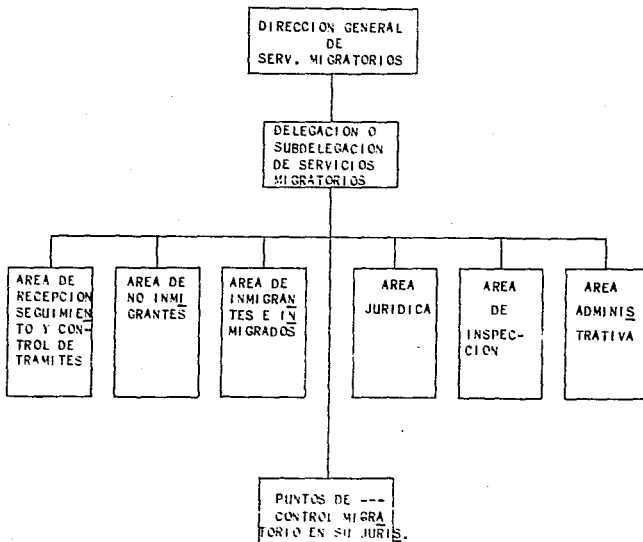 DIRECCION GENERAL
DE
SERV. MIGRATORIOS
DELEGACION O
SUBDELEGACION
DE SERVICIOS
MIGRATORIOS
AREA DE
RECEPCION
SEGUIMIEN
TO Y CON-
TROL DE
TRAMITES
AREA DE
NO INMI
GRANTES
AREA DE
INMIGRAN
TES E IN
MIGRADOS
AREA
JURIDICA
AREA
DE
INSPEC-
CION
AREA
ADMINIS
TRATIVA
PUNTOS DE ---
CONTROL MIGRA
TORIO EN SU JURIS.